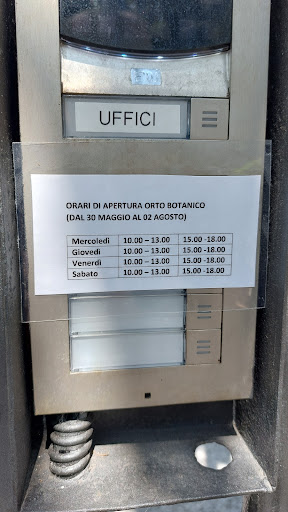 UFFICI
ORARI DI APERTURA ORTO BOTANICO
(DAL 30 MAGGIO AL 02 AGOSTO)
Mercoledì 10.00 – 13.00 15.00 -18.00
Giovedì 10.00 – 13.00 15.00 -18.00
Venerdì 10.00 – 13.00 15.00 -18.00
Sabato 10.00 – 13.00 15.00 -18.00